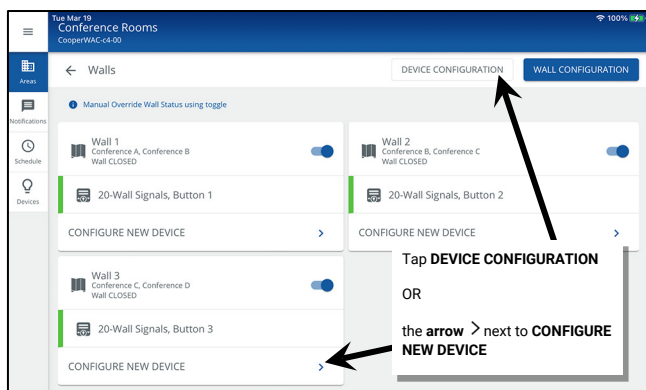 Tue Mar 19
100%
Conference Rooms
CooperWAC-c4-00
Areas
Notifications
Schedule
Devices
Walls
DEVICE CONFIGURATION
WALL CONFIGURATION
Manual Override Wall Status using toggle
Wall 1
Conference A, Conference B
Wall CLOSED
20-Wall Signals, Button 1
CONFIGURE NEW DEVICE >
Wall 2
Conference B, Conference C
Wall CLOSED
20-Wall Signals, Button 2
CONFIGURE NEW DEVICE >
Wall 3
Conference C, Conference D
Wall CLOSED
20-Wall Signals, Button 3
CONFIGURE NEW DEVICE >
Tap DEVICE CONFIGURATION
OR
the arrow > next to CONFIGURE
NEW DEVICE